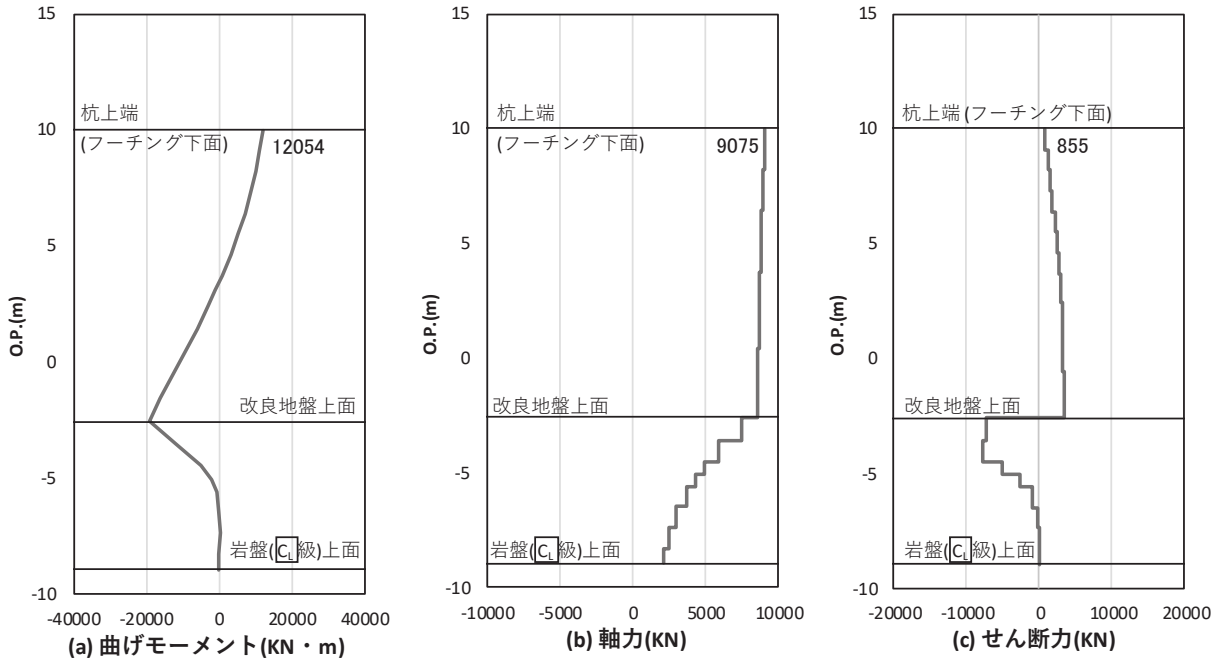 15
10
5
0
-5
-10
O.P.(m)
杭上端
(フーチング下面)
12054
改良地盤上面
岩盤(CL級)上面
-40000 -20000 0 20000 40000
(a) 曲げモーメント(KN・m)
15
10
5
0
-5
-10
O.P.(m)
杭上端
(フーチング下面)
9075
改良地盤上面
岩盤(CL級)上面
-10000 -5000 0 5000 10000
(b) 軸力(KN)
15
10
5
0
-5
-10
O.P.(m)
杭上端 (フーチング下面)
855
改良地盤上面
岩盤(CL級)上面
-20000 -10000 0 10000 20000
(c) せん断力(KN)